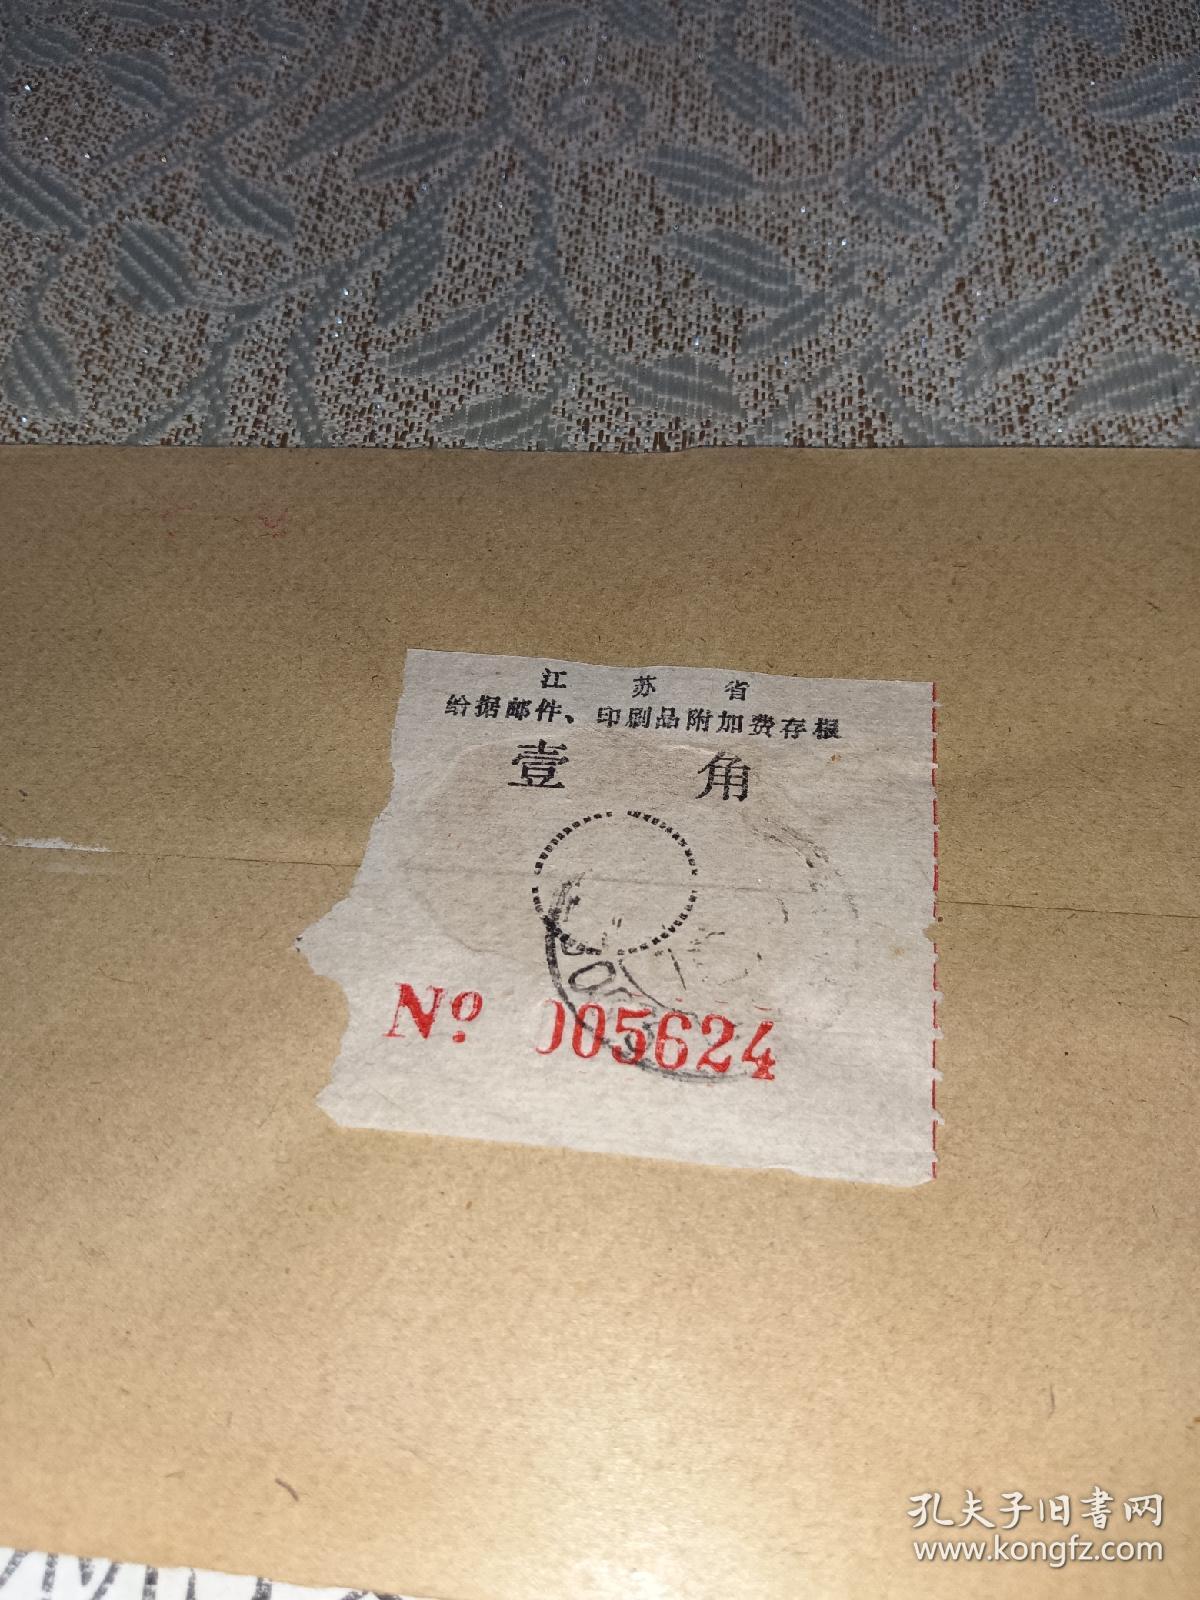 江苏省
给据邮件、印刷品附加费存根
壹角
No 005624
孔夫子旧书网
www.kongfz.com